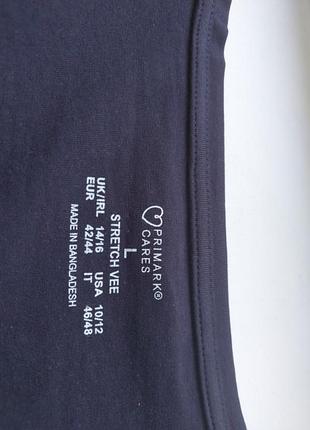 PRIMARK®
CARES
L
STRETCH VEE
UK/IRL 14/16 USA 10/12
EUR 42/44 IT 46/48
MADE IN BANGLADESH